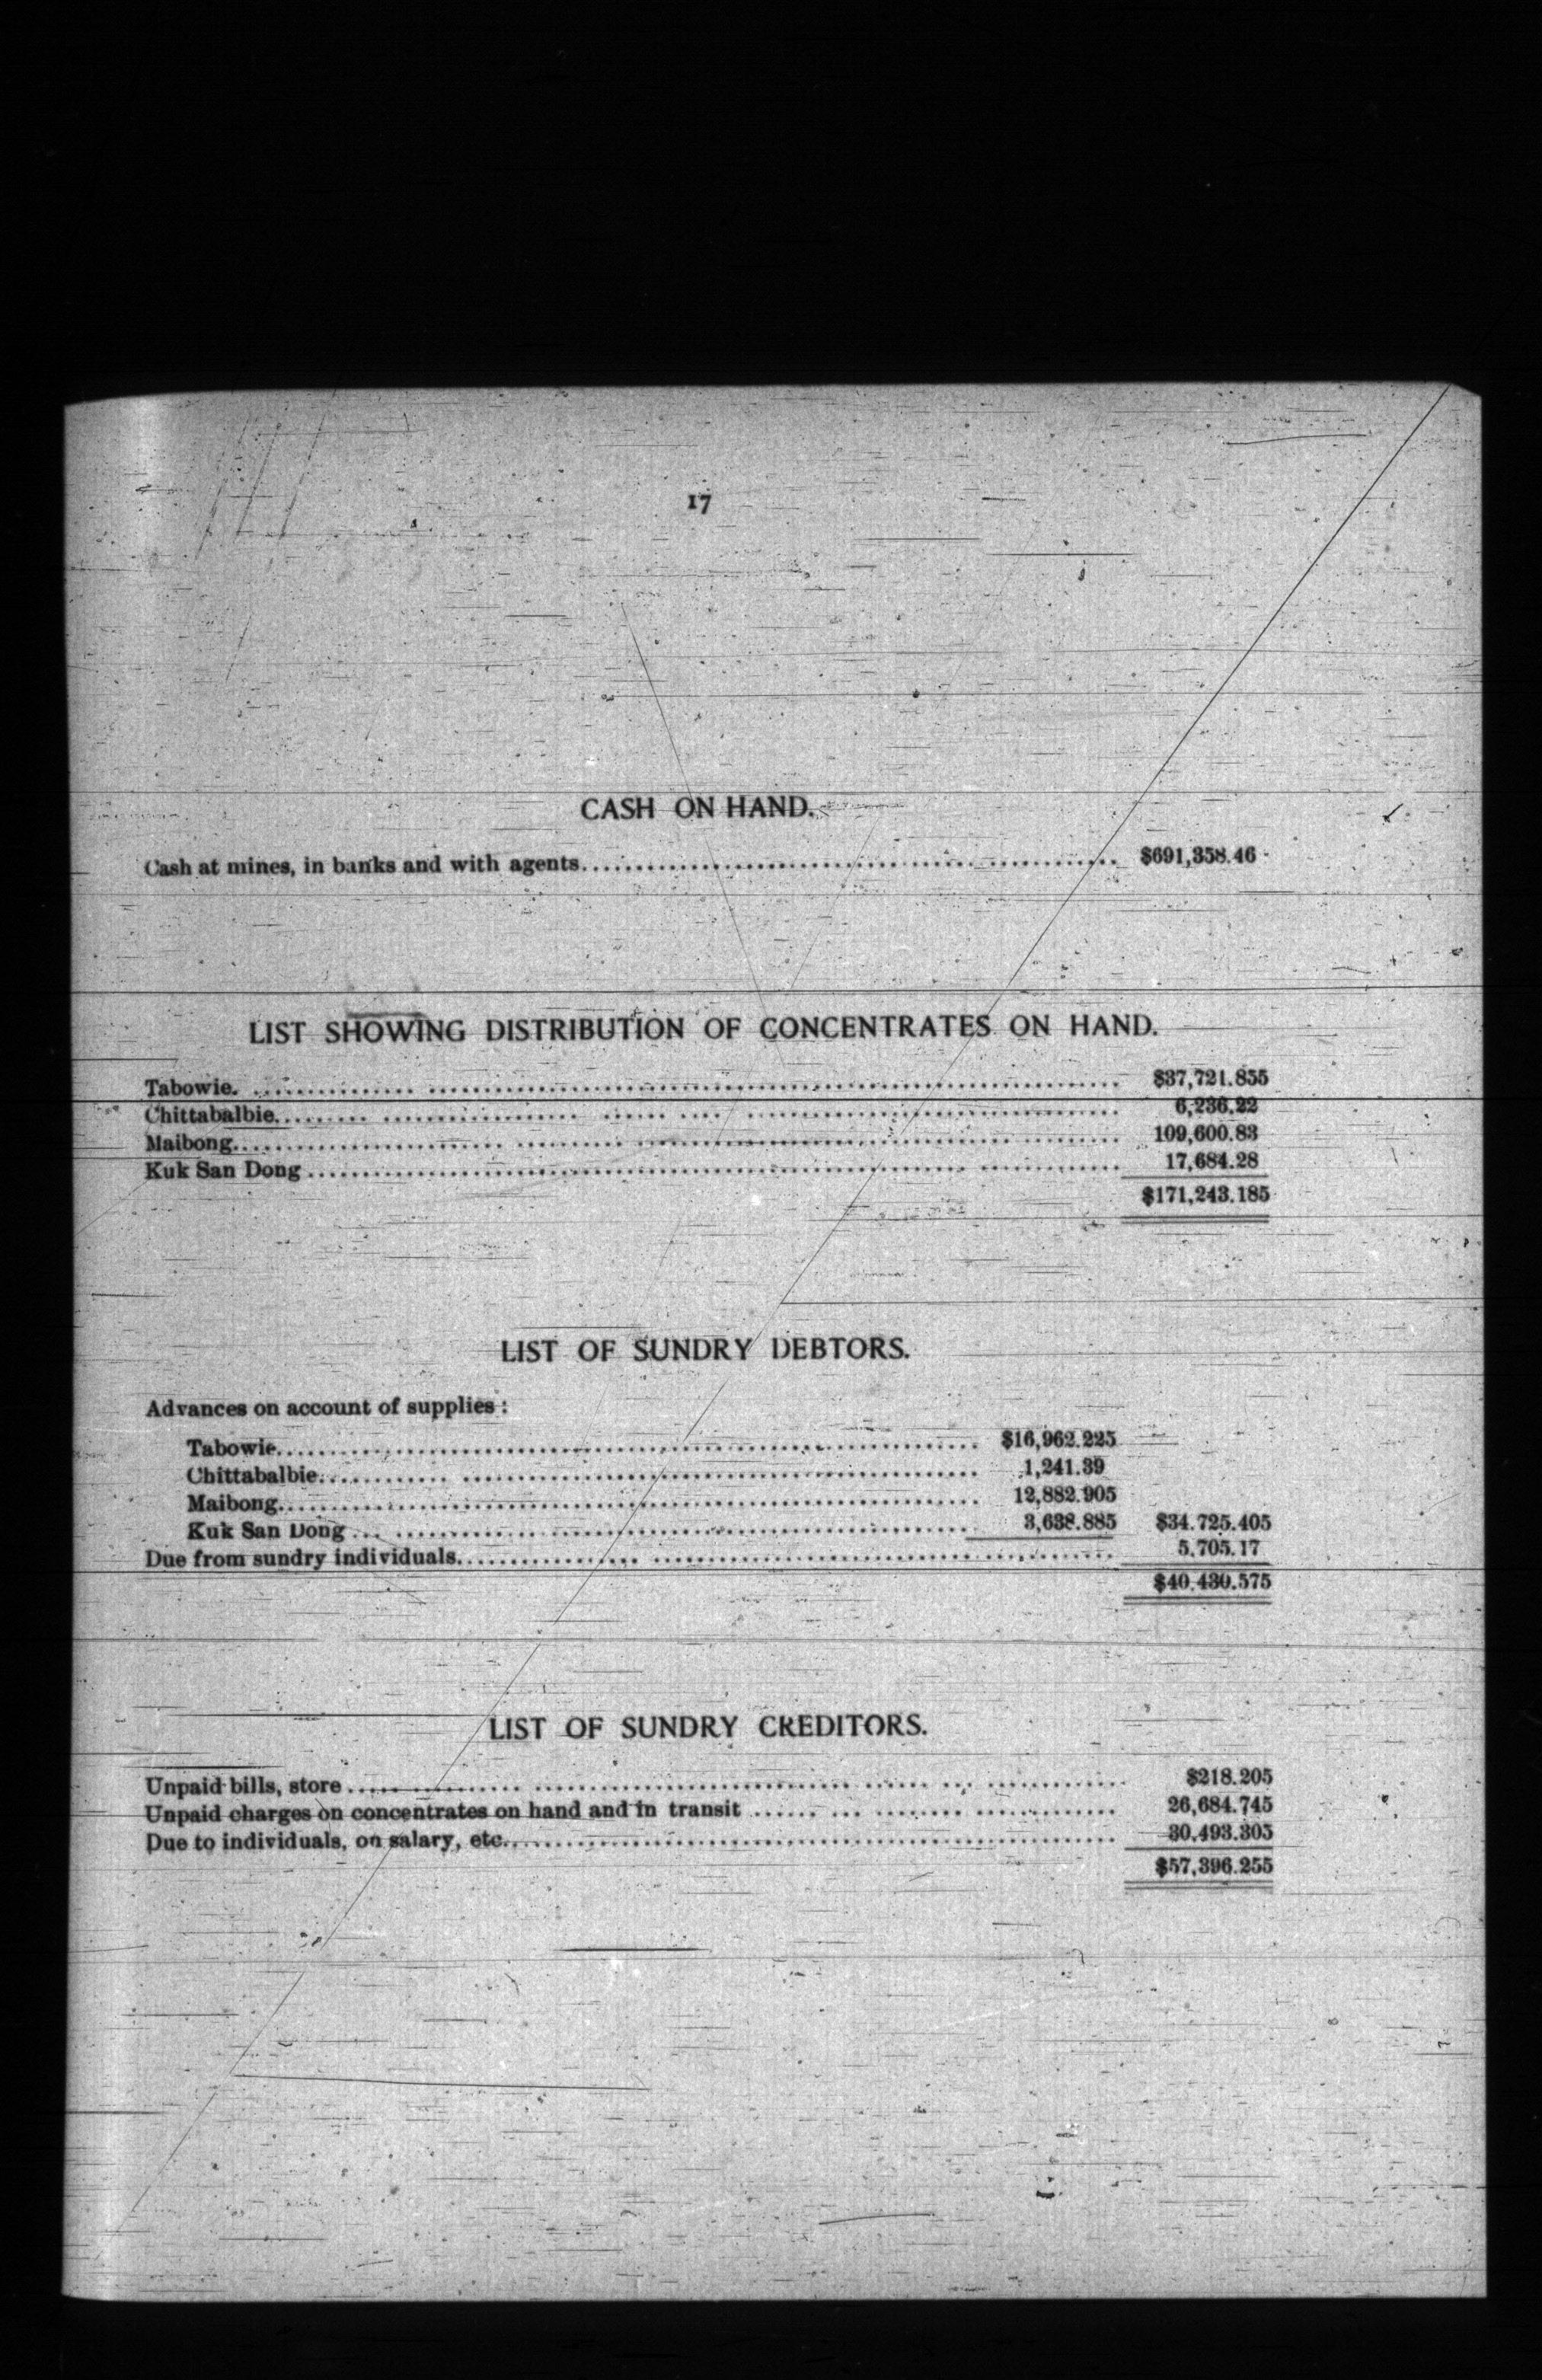 17
CASH ON HAND.
Cash at mines, in banks and with agents.......... $691,358.46
LIST SHOWING DISTRIBUTION OF CONCENTRATES ON HAND.
Tabowie.......... $37,721.855
Chittabalbie.......... 6,236.22
Maibong.......... 109,600.83
Kuk San Dong.......... 17,684.28
$171,243.185
LIST OF SUNDRY DEBTORS.
Advances on account of supplies:
Tabowie.......... $16,962.225
Chittabalbie.......... 1,241.39
Maibong.......... 12,882.905
Kuk San Dong.......... 3,638.885 $34.725.405
Due from sundry individuals.......... 5,705.17
$40,430.575
LIST OF SUNDRY CREDITORS.
Unpaid bills, store.......... $218.205
Unpaid charges on concentrates on hand and in transit.......... 26,684.745
Due to individuals, on salary, etc.......... 30,493.305
$57,396.255